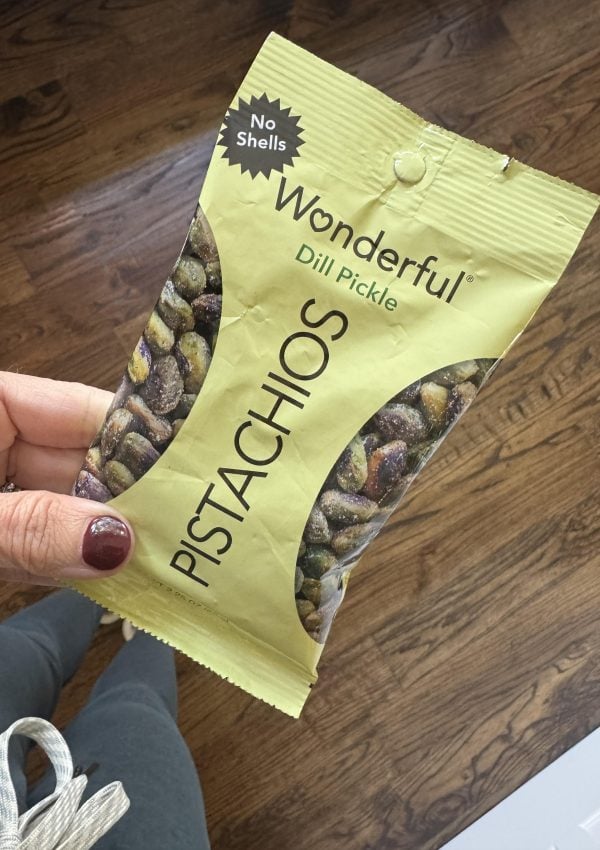 No
Shells
Wonderful®
Dill Pickle
PISTACHIOS